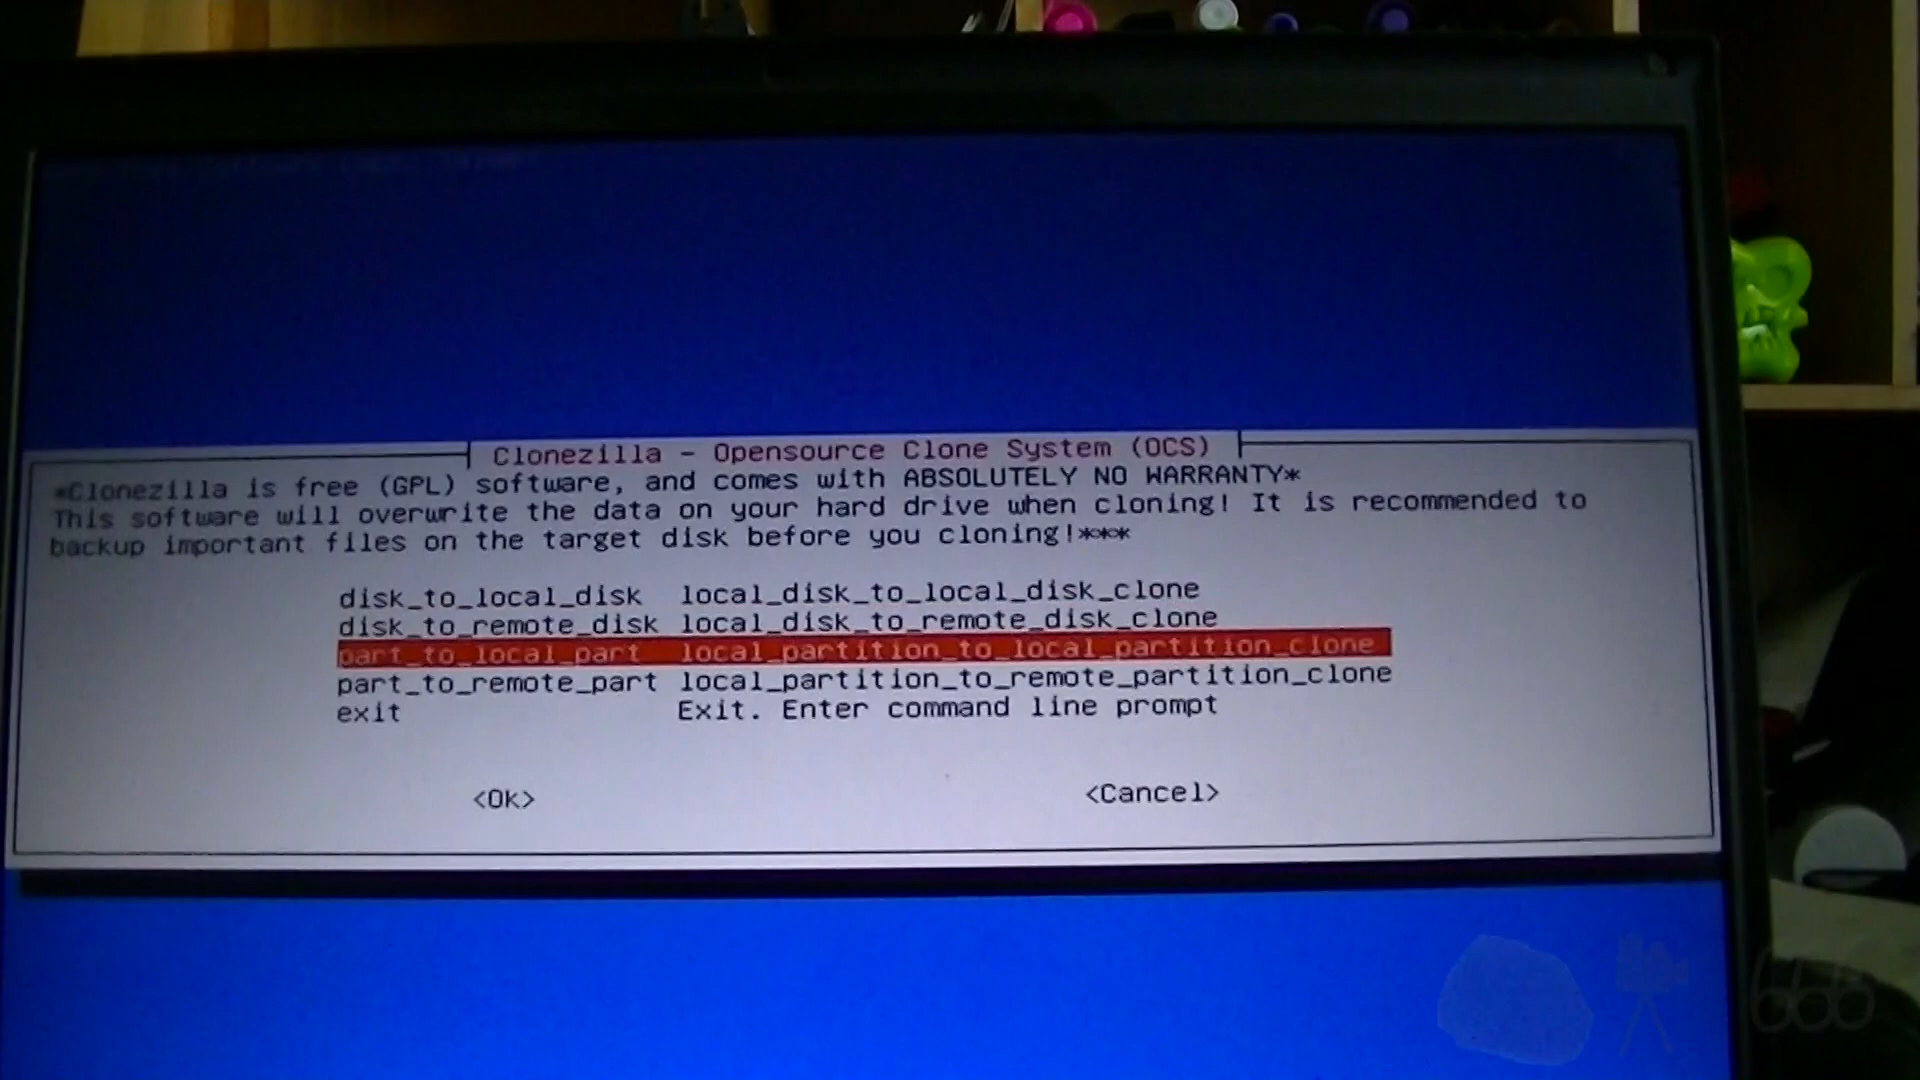 Clonezilla - Opensource Clone System (OCS)
*Clonezilla is free (GPL) software, and comes with ABSOLUTELY NO WARRANTY*
This software will overwrite the data on your hard drive when cloning! It is recommended to
backup important files on the target disk before you cloning!***
disk_to_local_disk local_disk_to_local_disk_clone
disk_to_remote_disk local_disk_to_remote_disk_clone
part_to_local_part local_partition_to_local_partition_clone
part_to_remote_part local_partition_to_remote_partition_clone
exit Exit. Enter command line prompt
<Ok> <Cancel>